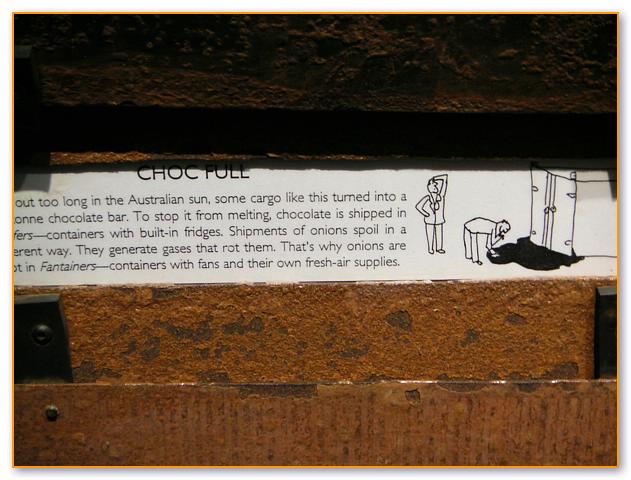 CHOC FULL
out too long in the Australian sun, some cargo like this turned into a
onne chocolate bar. To stop it from melting, chocolate is shipped in
fers—containers with built-in fridges. Shipments of onions spoil in a
erent way. They generate gases that rot them. That's why onions are
ot in Fantainers—containers with fans and their own fresh-air supplies.